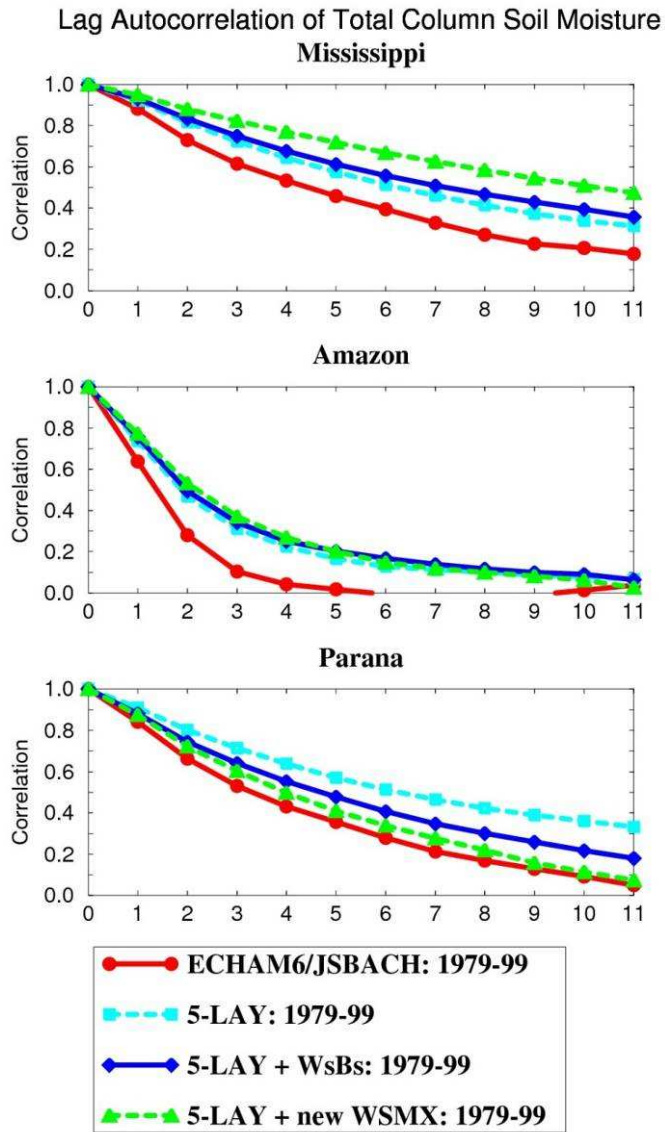 Lag Autocorrelation of Total Column Soil Moisture
Mississippi
Correlation
1.0
0.8
0.6
0.4
0.2
0.0
0 1 2 3 4 5 6 7 8 9 10 11
Amazon
Correlation
1.0
0.8
0.6
0.4
0.2
0.0
0 1 2 3 4 5 6 7 8 9 10 11
Parana
Correlation
1.0
0.8
0.6
0.4
0.2
0.0
0 1 2 3 4 5 6 7 8 9 10 11
ECHAM6/JSBACH: 1979-99
5-LAY: 1979-99
5-LAY + WsBs: 1979-99
5-LAY + new WSMX: 1979-99